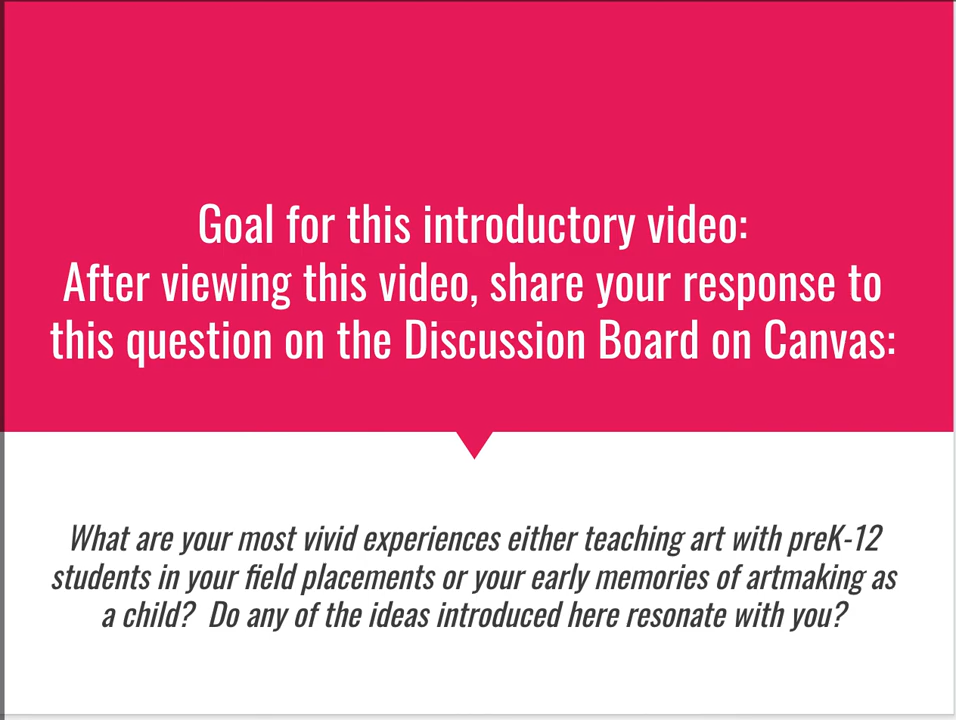 Goal for this introductory video:
After viewing this video, share your response to
this question on the Discussion Board on Canvas:
What are your most vivid experiences either teaching art with preK-12
students in your field placements or your early memories of artmaking as
a child?  Do any of the ideas introduced here resonate with you?